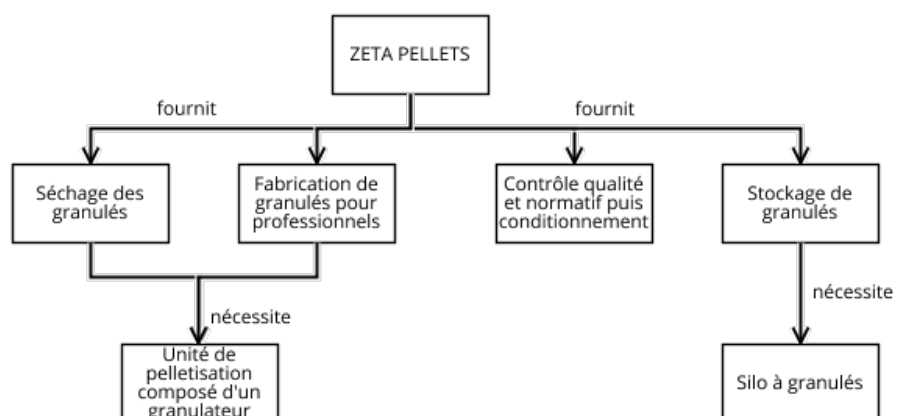 ZETA PELLETS
fournit
fournit
Séchage des
granulés
Fabrication de
granulés pour
professionnels
Contrôle qualité
et normatif puis
conditionnement
Stockage de
granulés
nécessite
nécessite
Unité de
pelletisation
composé d'un
granulateur
Silo à granulés